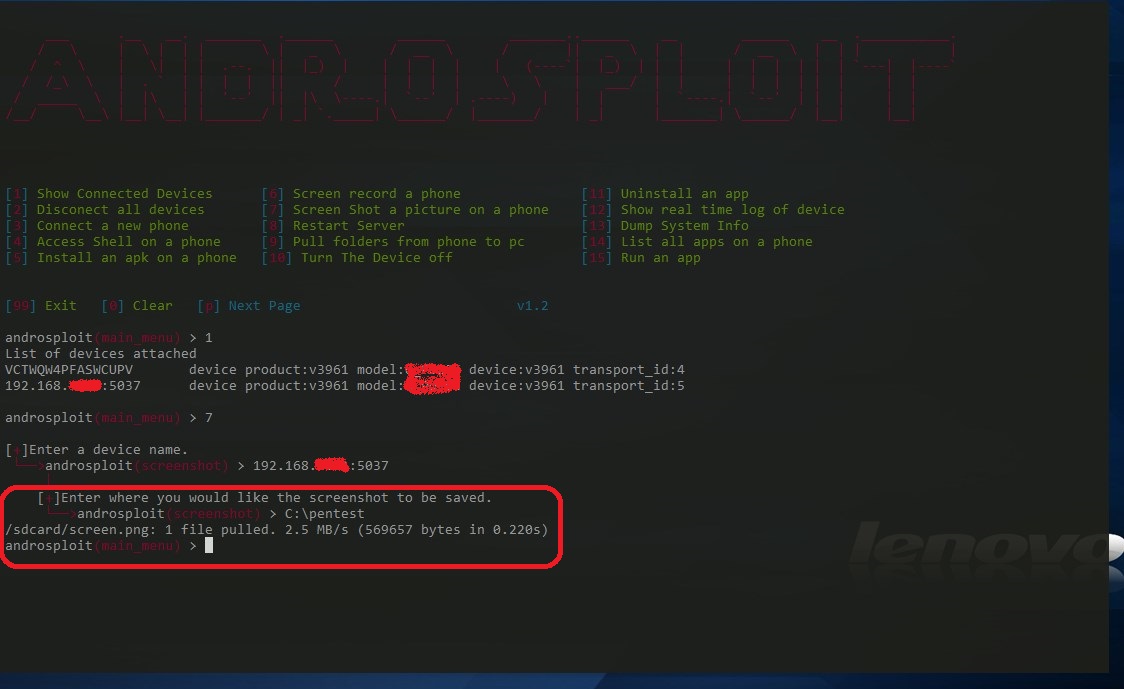 ANDROSPLOIT
[1] Show Connected Devices [6] Screen record a phone [11] Uninstall an app
[2] Disconect all devices [7] Screen Shot a picture on a phone [12] Show real time log of device
[3] Connect a new phone [8] Restart Server [13] Dump System Info
[4] Access Shell on a phone [9] Pull folders from phone to pc [14] List all apps on a phone
[5] Install an apk on a phone [10] Turn The Device off [15] Run an app
[99] Exit [0] Clear [p] Next Page v1.2
androsploit(main_menu) > 1
List of devices attached
VCTWQW4PFASWCUPV device product:v3961 model: device:v3961 transport_id:4
192.168. :5037 device product:v3961 model: device:v3961 transport_id:5
androsploit(main_menu) > 7
[+]Enter a device name.
└──>androsploit(screenshot) > 192.168. :5037
[+]Enter where you would like the screenshot to be saved.
└──>androsploit(screenshot) > C:\pentest
/sdcard/screen.png: 1 file pulled. 2.5 MB/s (569657 bytes in 0.220s)
androsploit(main_menu) >
lenovo